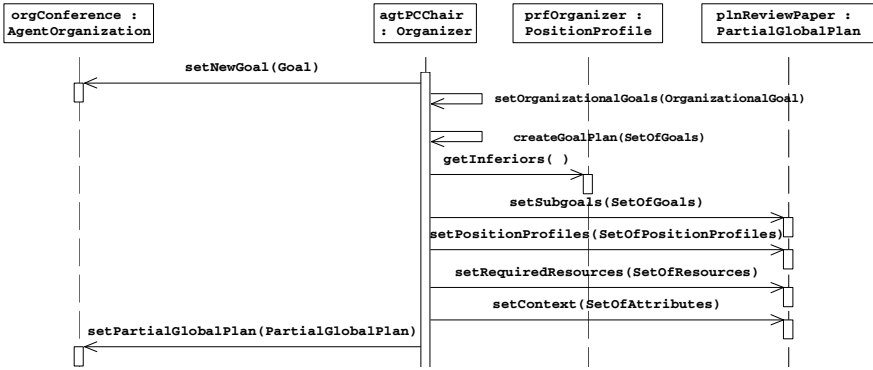 orgConference :
AgentOrganization
agtPCChair
: Organizer
prfOrganizer :
PositionProfile
plnReviewPaper :
PartialGlobalPlan
setNewGoal(Goal)
setOrganizationalGoals(OrganizationalGoal)
createGoalPlan(SetOfGoals)
getInferiors( )
setSubgoals(SetOfGoals)
setPositionProfiles(SetOfPositionProfiles)
setRequiredResources(SetOfResources)
setContext(SetOfAttributes)
setPartialGlobalPlan(PartialGlobalPlan)